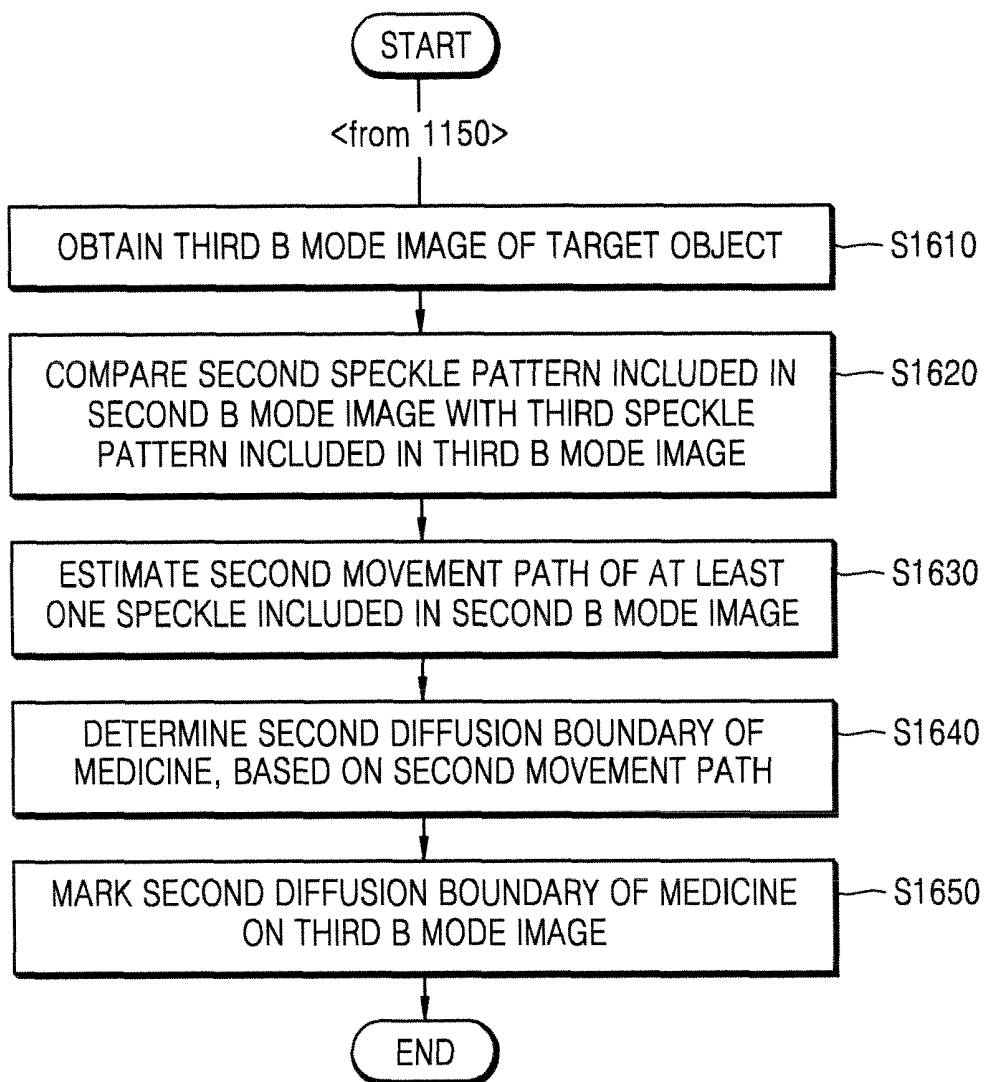 START
<from 1150>
OBTAIN THIRD B MODE IMAGE OF TARGET OBJECT
S1610
COMPARE SECOND SPECKLE PATTERN INCLUDED IN
SECOND B MODE IMAGE WITH THIRD SPECKLE
PATTERN INCLUDED IN THIRD B MODE IMAGE
S1620
ESTIMATE SECOND MOVEMENT PATH OF AT LEAST
ONE SPECKLE INCLUDED IN SECOND B MODE IMAGE
S1630
DETERMINE SECOND DIFFUSION BOUNDARY OF
MEDICINE, BASED ON SECOND MOVEMENT PATH
S1640
MARK SECOND DIFFUSION BOUNDARY OF MEDICINE
ON THIRD B MODE IMAGE
S1650
END